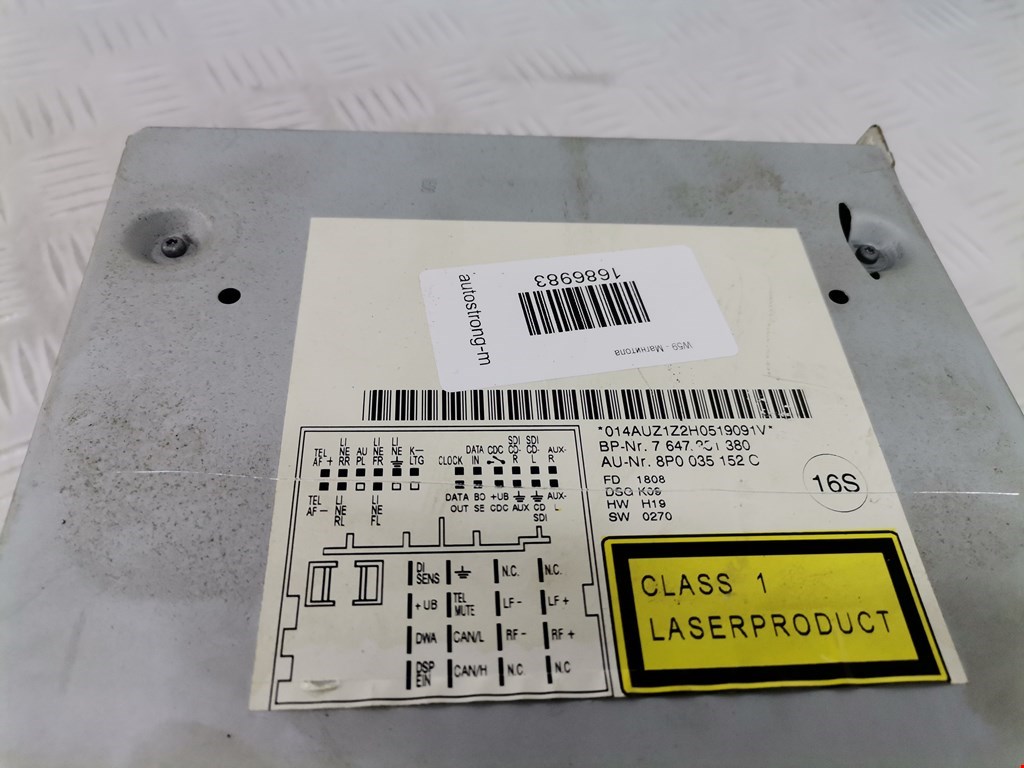 1686983
autostrong-m
W59 - Магнитола
*014AUZ1Z2H0519091V*
BP-Nr. 7 647. 380
AU-Nr. 8P0 035 152 C
FD 1808
DSG K09
HW H19
SW 0270
16S
TEL AF +
LI NE RR
AU PL
LI NE FR
LI NE
K— LTG
TEL AF —
LI NE RL
LI NE FL
CLOCK
DATA IN
CDC
SDI CD- R
SDI CD- L
AUX- R
DATA OUT
BO SE
+UB CDC
AUX
CD SDI
AUX- L
DI SENS
N.C.
N.C.
+UB
TEL MUTE
LF -
LF +
DWA
CAN/L
RF -
RF +
DSP EIN
CAN/H
N.C.
N.C
CLASS 1
LASERPRODUCT